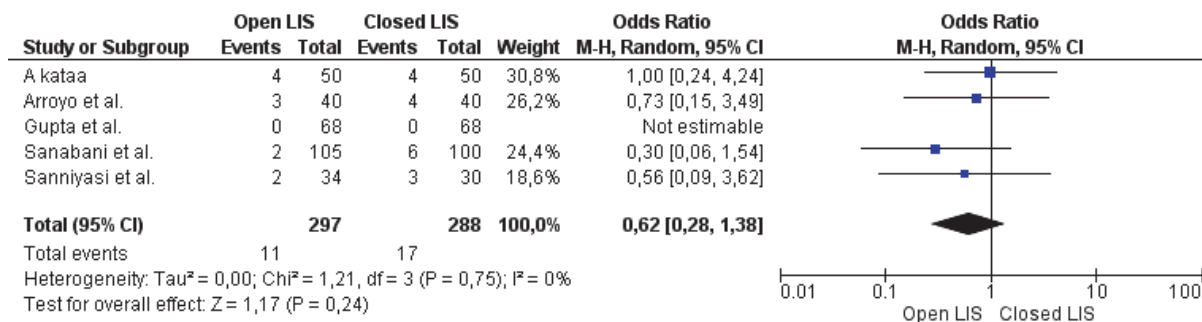 Open LIS Closed LIS Odds Ratio Odds Ratio
Study or Subgroup Events Total Events Total Weight M-H, Random, 95% CI M-H, Random, 95% CI
A kataa 4 50 4 50 30,8% 1,00 [0,24, 4,24]
Arroyo et al. 3 40 4 40 26,2% 0,73 [0,15, 3,49]
Gupta et al. 0 68 0 68 Not estimable
Sanabani et al. 2 105 6 100 24,4% 0,30 [0,06, 1,54]
Sanniyasi et al. 2 34 3 30 18,6% 0,56 [0,09, 3,62]
Total (95% CI) 297 288 100,0% 0,62 [0,28, 1,38]
Total events 11 17
Heterogeneity: Tau² = 0,00; Chi² = 1,21, df = 3 (P = 0,75); I² = 0%
Test for overall effect: Z = 1,17 (P = 0,24)
0.01 0.1 1 10 100
Open LIS Closed LIS